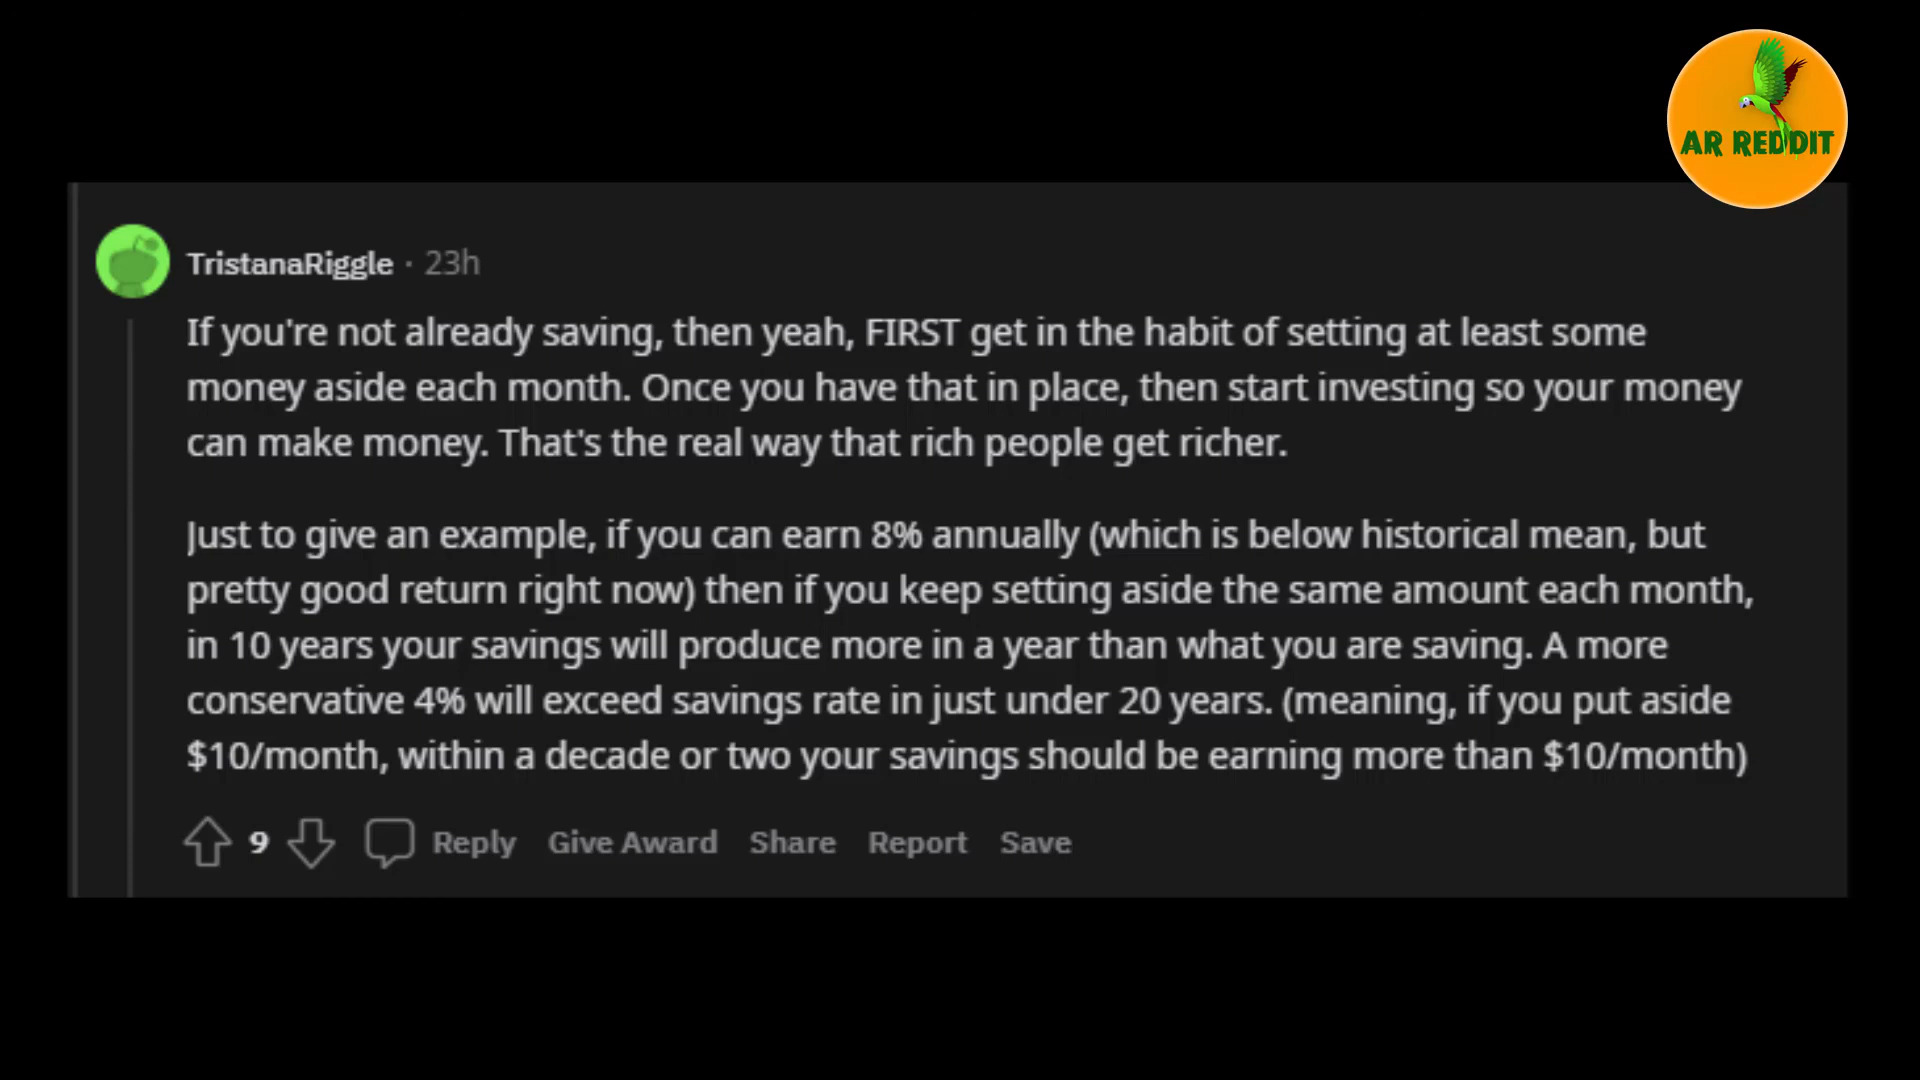 AR REDDIT
TristanaRiggle · 23h
If you're not already saving, then yeah, FIRST get in the habit of setting at least some
money aside each month. Once you have that in place, then start investing so your money
can make money. That's the real way that rich people get richer.
Just to give an example, if you can earn 8% annually (which is below historical mean, but
pretty good return right now) then if you keep setting aside the same amount each month,
in 10 years your savings will produce more in a year than what you are saving. A more
conservative 4% will exceed savings rate in just under 20 years. (meaning, if you put aside
$10/month, within a decade or two your savings should be earning more than $10/month)
9 Reply Give Award Share Report Save